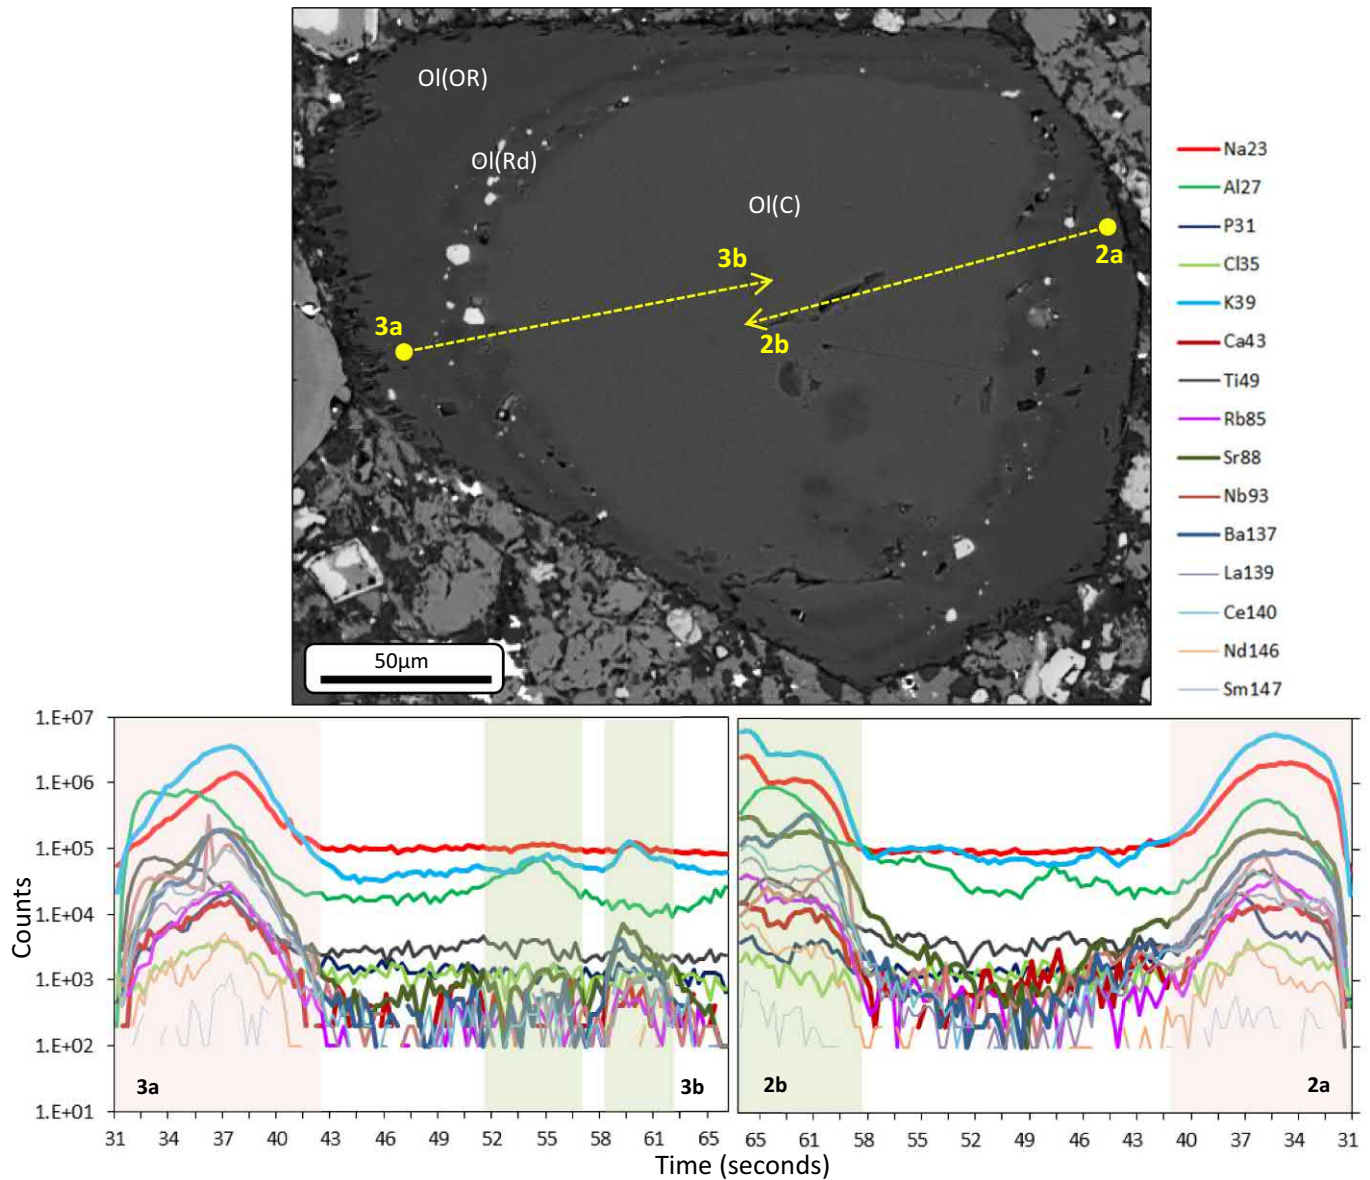 Ol(OR)
Ol(Rd)
Ol(C)
3b
2a
3a
2b
50µm
Na23
Al27
P31
Cl35
K39
Ca43
Ti49
Rb85
Sr88
Nb93
Ba137
La139
Ce140
Nd146
Sm147
1.E+07
1.E+06
1.E+05
1.E+04
1.E+03
1.E+02
1.E+01
Counts
3a 3b 2b 2a
31 34 37 40 43 46 49 52 55 58 61 65 65 61 58 55 52 49 46 43 40 37 34 31
Time (seconds)